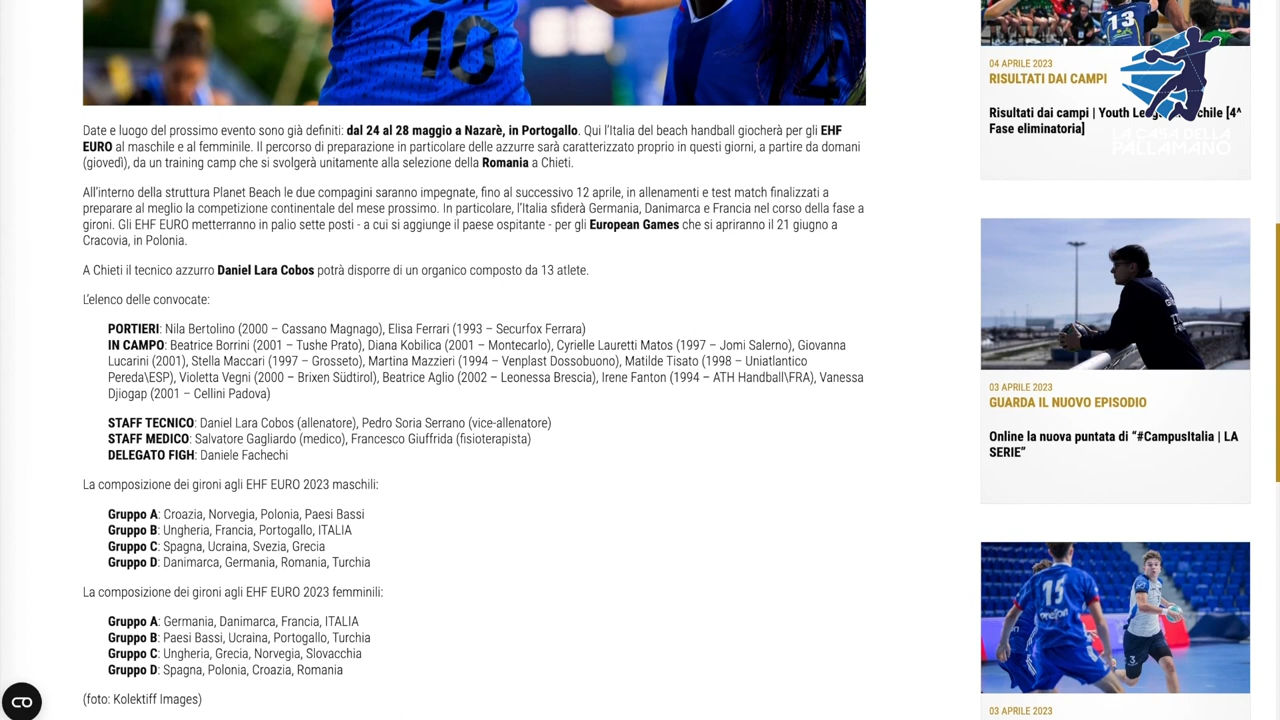 10
4
Date e luogo del prossimo evento sono già definiti: dal 24 al 28 maggio a Nazarè, in Portogallo. Qui l'Italia del beach handball giocherà per gli EHF
EURO al maschile e al femminile. Il percorso di preparazione in particolare delle azzurre sarà caratterizzato proprio in questi giorni, a partire da domani
(giovedì), da un training camp che si svolgerà unitamente alla selezione della Romania a Chieti.
All'interno della struttura Planet Beach le due compagini saranno impegnate, fino al successivo 12 aprile, in allenamenti e test match finalizzati a
preparare al meglio la competizione continentale del mese prossimo. In particolare, l'Italia sfiderà Germania, Danimarca e Francia nel corso della fase a
gironi. Gli EHF EURO metterranno in palio sette posti - a cui si aggiunge il paese ospitante - per gli European Games che si apriranno il 21 giugno a
Cracovia, in Polonia.
A Chieti il tecnico azzurro Daniel Lara Cobos potrà disporre di un organico composto da 13 atlete.
L'elenco delle convocate:
PORTIERI: Nila Bertolino (2000 – Cassano Magnago), Elisa Ferrari (1993 – Securfox Ferrara)
IN CAMPO: Beatrice Borrini (2001 – Tushe Prato), Diana Kobilica (2001 – Montecarlo), Cyrielle Lauretti Matos (1997 – Jomi Salerno), Giovanna
Lucarini (2001), Stella Maccari (1997 – Grosseto), Martina Mazzieri (1994 – Venplast Dossobuono), Matilde Tisato (1998 – Uniatlantico
Pereda\ESP), Violetta Vegni (2000 – Brixen Südtirol), Beatrice Aglio (2002 – Leonessa Brescia), Irene Fanton (1994 – ATH Handball\FRA), Vanessa
Djiogap (2001 – Cellini Padova)
STAFF TECNICO: Daniel Lara Cobos (allenatore), Pedro Soria Serrano (vice-allenatore)
STAFF MEDICO: Salvatore Gagliardo (medico), Francesco Giuffrida (fisioterapista)
DELEGATO FIGH: Daniele Fachechi
La composizione dei gironi agli EHF EURO 2023 maschili:
Gruppo A: Croazia, Norvegia, Polonia, Paesi Bassi
Gruppo B: Ungheria, Francia, Portogallo, ITALIA
Gruppo C: Spagna, Ucraina, Svezia, Grecia
Gruppo D: Danimarca, Germania, Romania, Turchia
La composizione dei gironi agli EHF EURO 2023 femminili:
Gruppo A: Germania, Danimarca, Francia, ITALIA
Gruppo B: Paesi Bassi, Ucraina, Portogallo, Turchia
Gruppo C: Ungheria, Grecia, Norvegia, Slovacchia
Gruppo D: Spagna, Polonia, Croazia, Romania
(foto: Kolektiff Images)
13
04 APRILE 2023
RISULTATI DAI CAMPI
Risultati dai campi | Youth
Fase eliminatoria]
[4^
LA CASA DELLA
PALLAMANO
03 APRILE 2023
GUARDA IL NUOVO EPISODIO
Online la nuova puntata di “#CampusItalia | LA
SERIE”
15
3
03 APRILE 2023